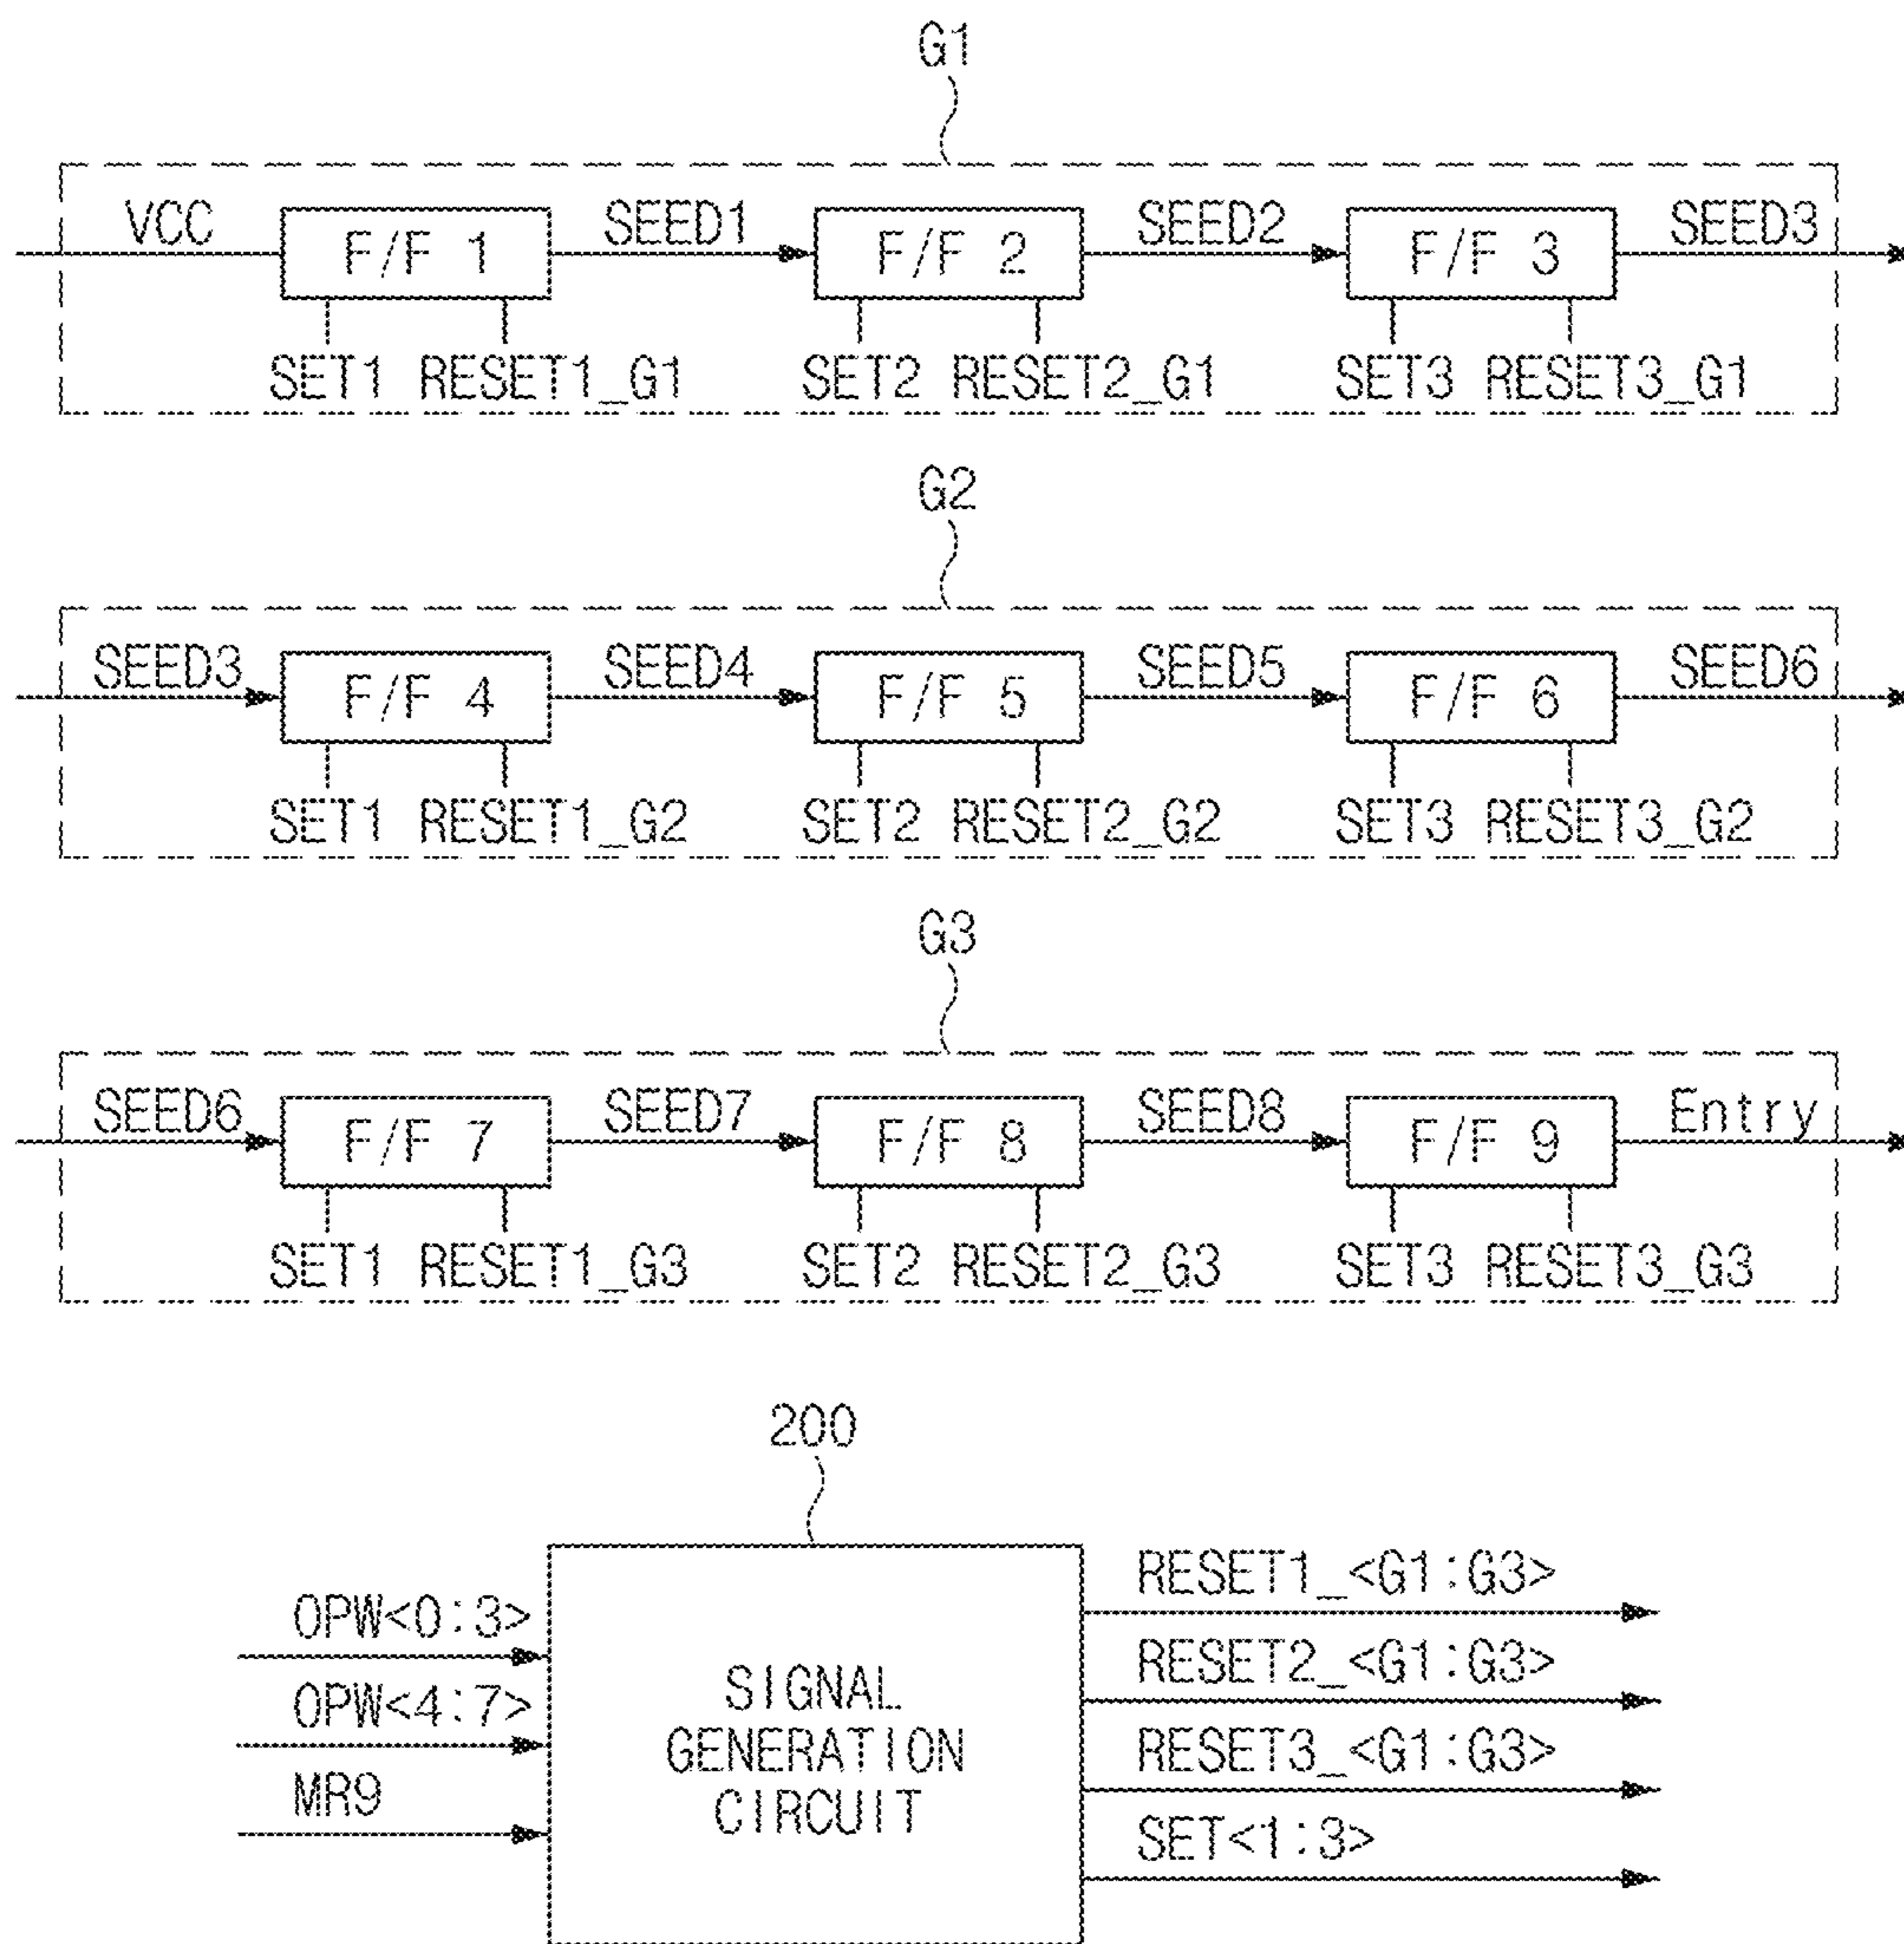 G1
VCC SEED1 SEED2 SEED3
F/F 1 F/F 2 F/F 3
SET1 RESET1_G1 SET2 RESET2_G1 SET3 RESET3_G1
G2
SEED3 SEED4 SEED5 SEED6
F/F 4 F/F 5 F/F 6
SET1 RESET1_G2 SET2 RESET2_G2 SET3 RESET3_G2
G3
SEED6 SEED7 SEED8 Entry
F/F 7 F/F 8 F/F 9
SET1 RESET1_G3 SET2 RESET2_G3 SET3 RESET3_G3
200
OPW<0:3>
OPW<4:7>
MR9
SIGNAL
GENERATION
CIRCUIT
RESET1_<G1:G3>
RESET2_<G1:G3>
RESET3_<G1:G3>
SET<1:3>